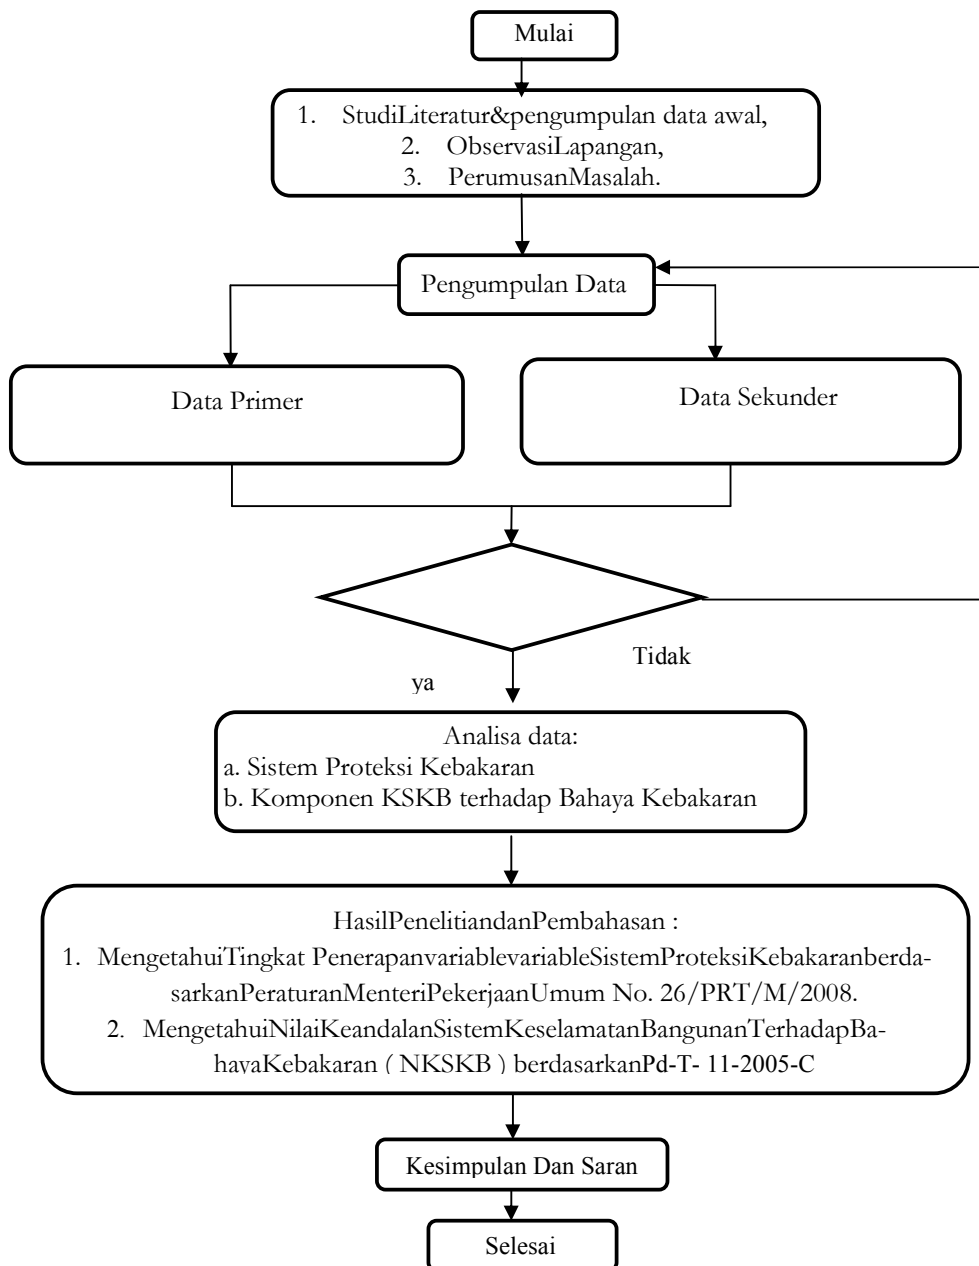 Mulai
1. StudiLiteratur&pengumpulan data awal,
2. ObservasiLapangan,
3. PerumusanMasalah.
Pengumpulan Data
Data Primer
Data Sekunder
Tidak
ya
Analisa data:
a. Sistem Proteksi Kebakaran
b. Komponen KSKB terhadap Bahaya Kebakaran
HasilPenelitiandanPembahasan :
1. MengetahuiTingkat PenerapanvariablevariableSistemProteksiKebakaranberda-
sarkanPeraturanMenteriPekerjaanUmum No. 26/PRT/M/2008.
2. MengetahuiNilaiKeandalanSistemKeselamatanBangunanTerhadapBa-
hayaKebakaran ( NKSKB ) berdasarkanPd-T- 11-2005-C
Kesimpulan Dan Saran
Selesai